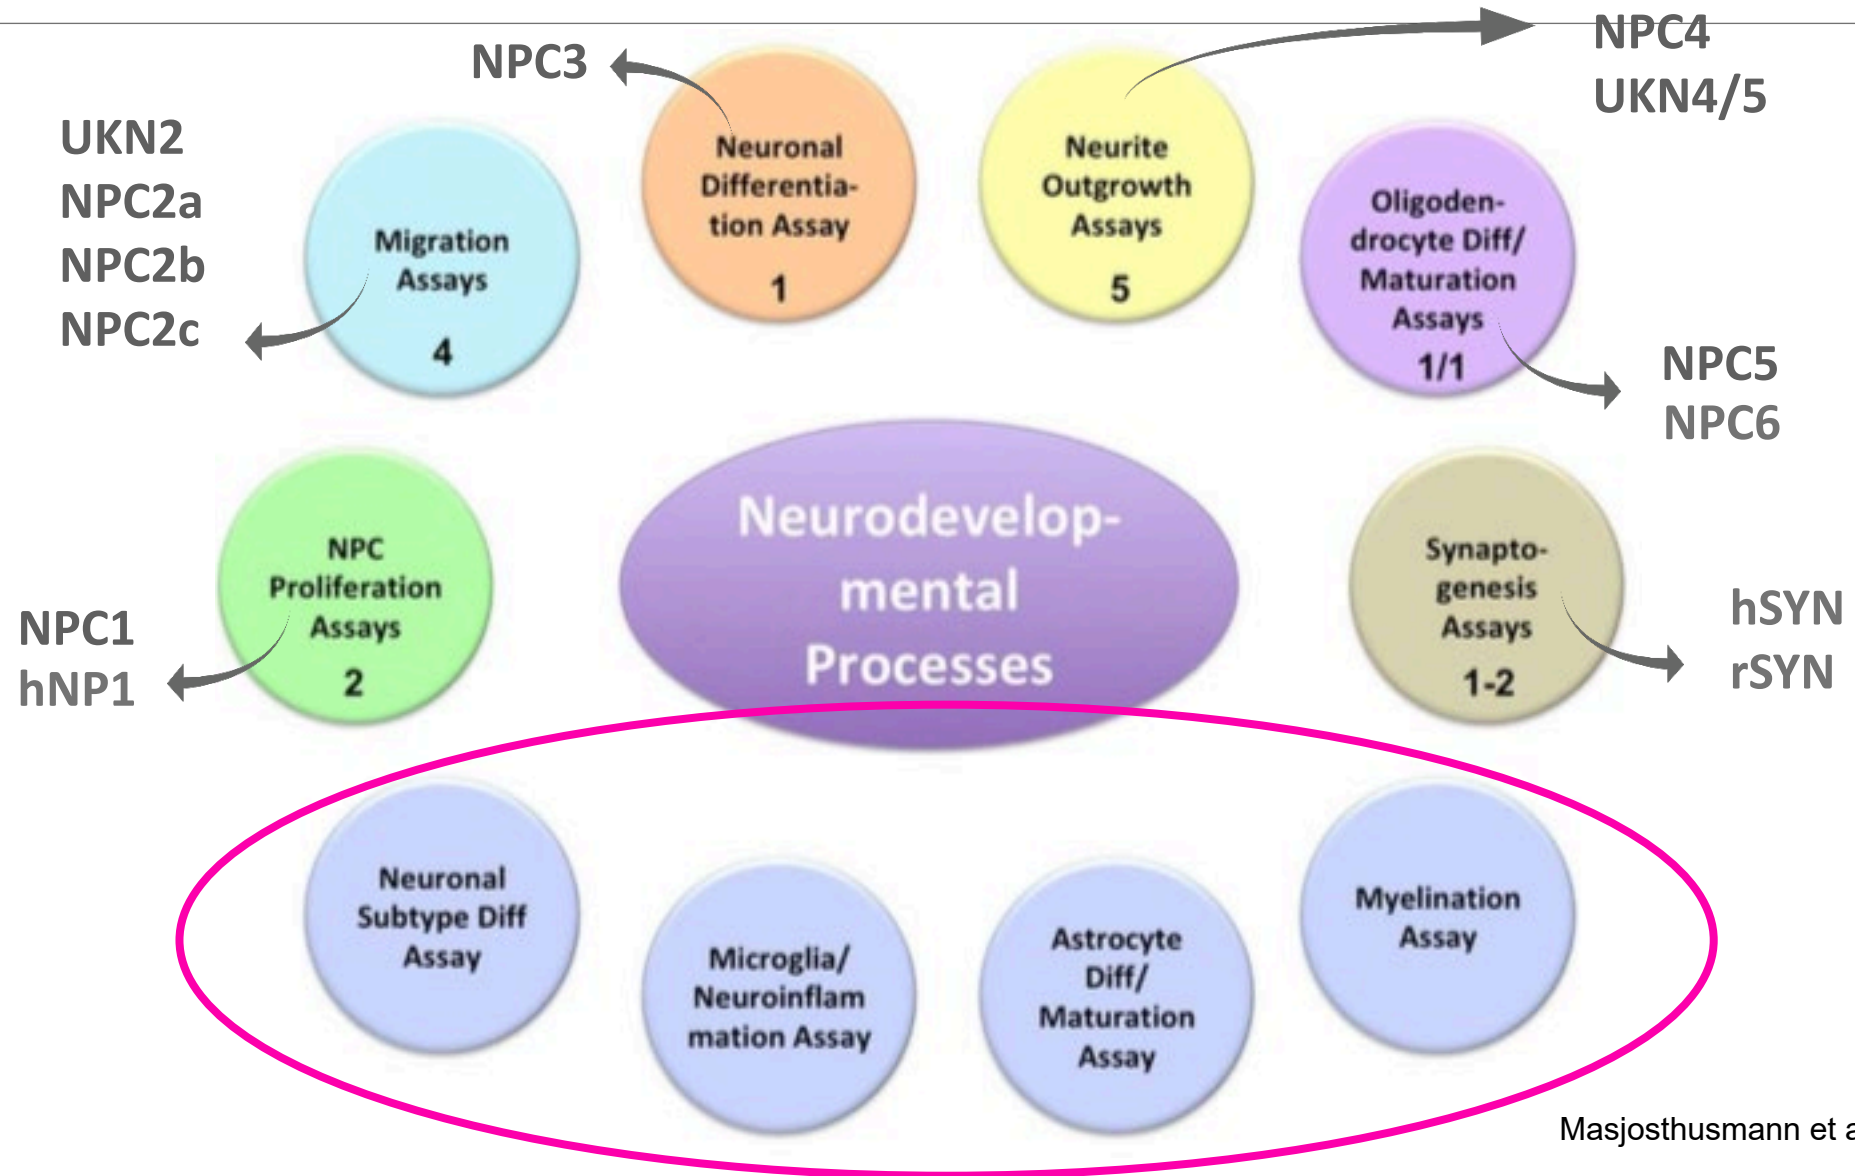 NPC3
NPC4
UKN4/5
UKN2
NPC2a
NPC2b
NPC2c
Migration
Assays
4
Neuronal
Differentia-
tion Assay
1
Neurite
Outgrowth
Assays
5
Oligoden-
drocyte Diff/
Maturation
Assays
1/1
NPC5
NPC6
NPC1
hNP1
NPC
Proliferation
Assays
2
Neurodevelop-
mental
Processes
Synapto-
genesis
Assays
1-2
hSYN
rSYN
Neuronal
Subtype Diff
Assay
Microglia/
Neuroinflam
mation Assay
Astrocyte
Diff/
Maturation
Assay
Myelination
Assay
Masjosthusmann et a